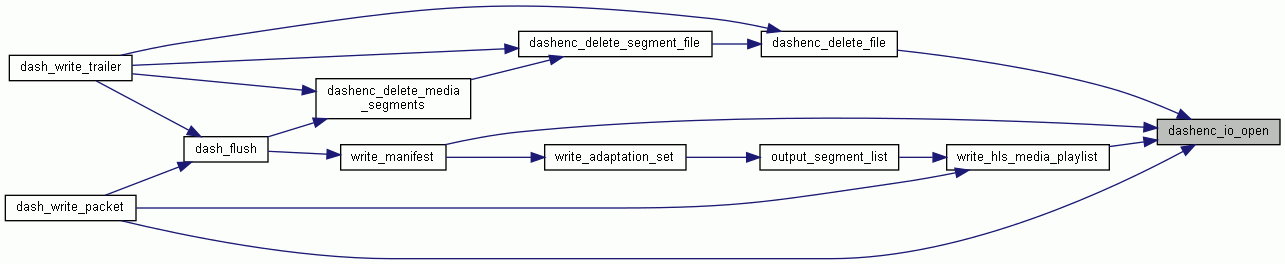 dashenc_delete_segment_file
dashenc_delete_file
dash_write_trailer
dashenc_delete_media
_segments
dashenc_io_open
dash_flush
write_manifest
write_adaptation_set
output_segment_list
write_hls_media_playlist
dash_write_packet